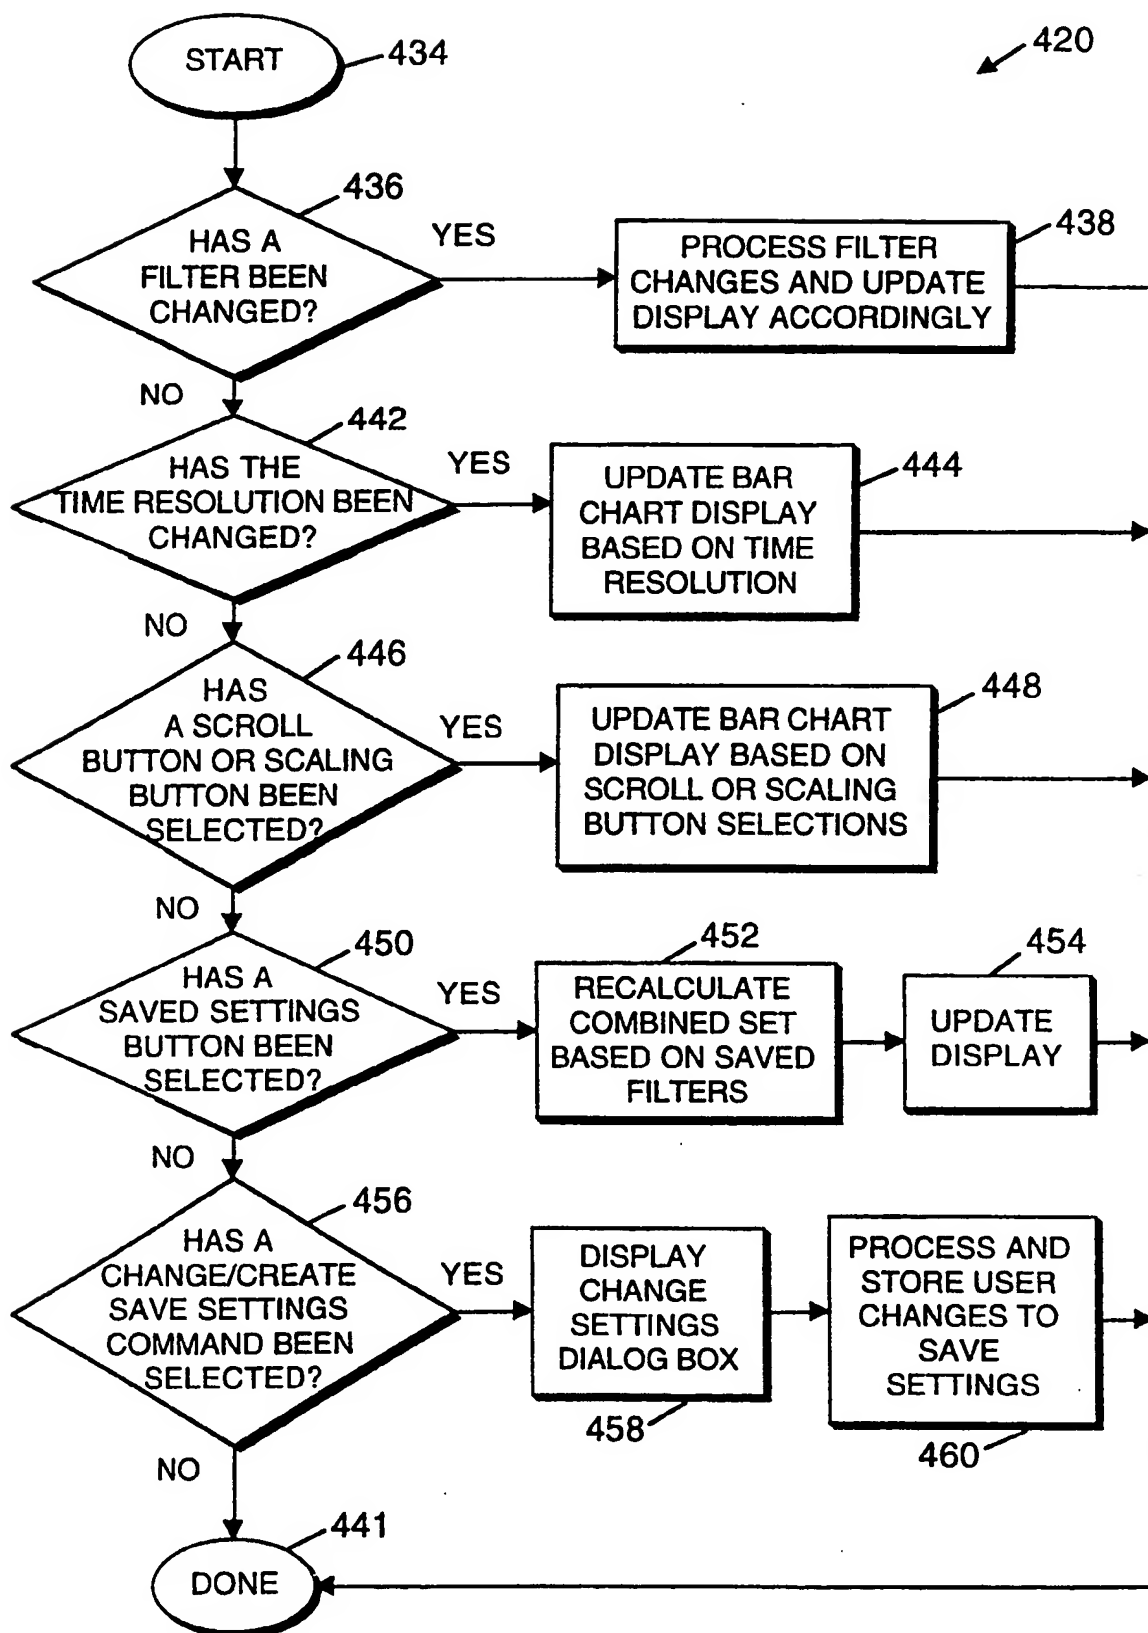 START
434
420
436
HAS A
FILTER BEEN
CHANGED?
YES
PROCESS FILTER
CHANGES AND UPDATE
DISPLAY ACCORDINGLY
438
NO
442
HAS THE
TIME RESOLUTION BEEN
CHANGED?
YES
UPDATE BAR
CHART DISPLAY
BASED ON TIME
RESOLUTION
444
NO
446
HAS
A SCROLL
BUTTON OR SCALING
BUTTON BEEN
SELECTED?
YES
UPDATE BAR CHART
DISPLAY BASED ON
SCROLL OR SCALING
BUTTON SELECTIONS
448
NO
450
HAS A
SAVED SETTINGS
BUTTON BEEN
SELECTED?
YES
452
RECALCULATE
COMBINED SET
BASED ON SAVED
FILTERS
454
UPDATE
DISPLAY
NO
456
HAS A
CHANGE/CREATE
SAVE SETTINGS
COMMAND BEEN
SELECTED?
YES
DISPLAY
CHANGE
SETTINGS
DIALOG BOX
458
PROCESS AND
STORE USER
CHANGES TO
SAVE
SETTINGS
460
NO
441
DONE